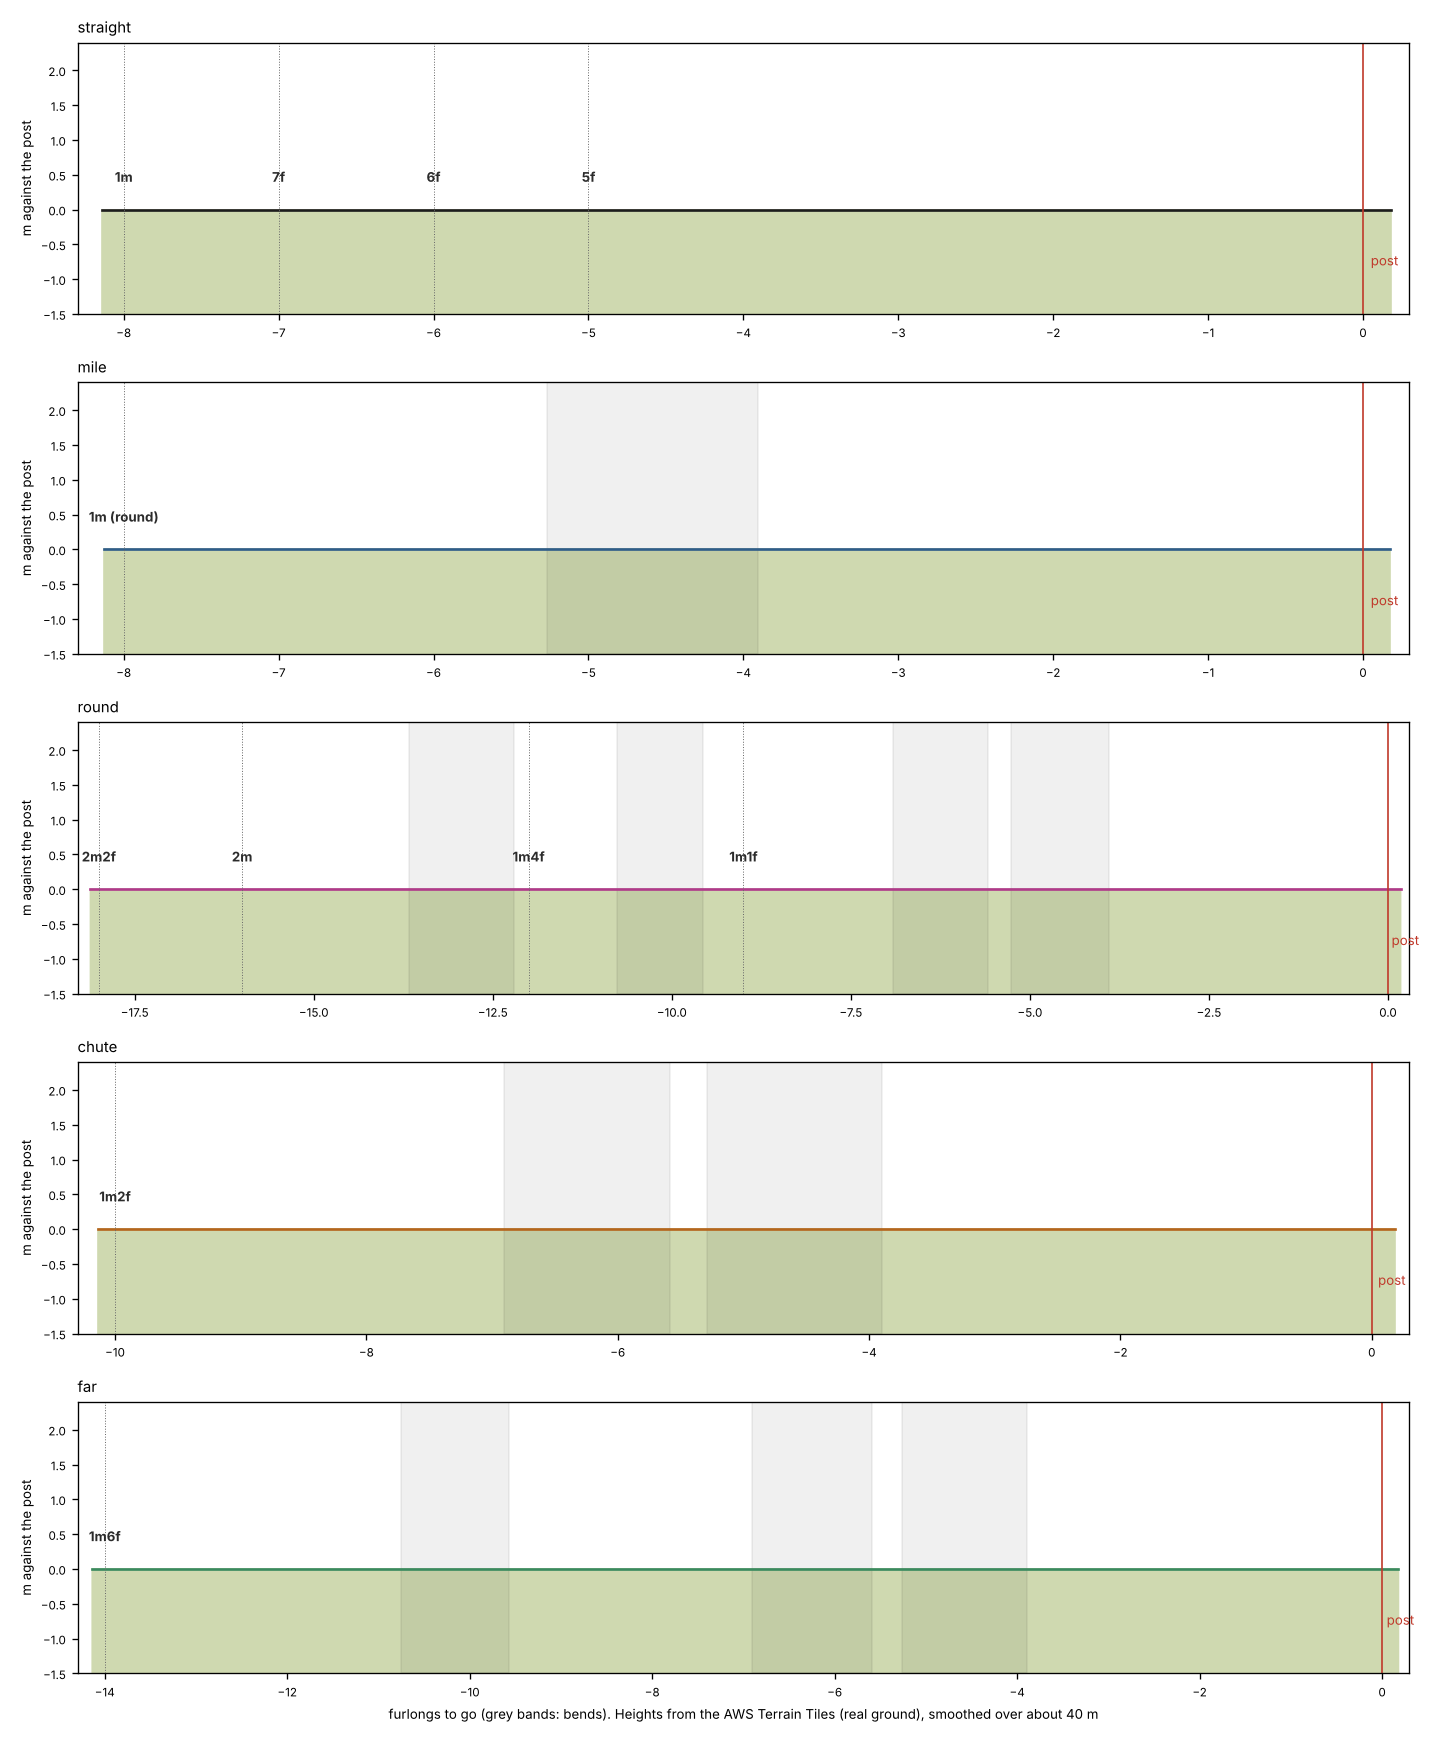 straight
m against the post
2.0
1.5
1.0
0.5
0.0
−0.5
−1.0
−1.5
1m 7f 6f 5f
post
−8 −7 −6 −5 −4 −3 −2 −1 0
mile
m against the post
2.0
1.5
1.0
0.5
0.0
−0.5
−1.0
−1.5
1m (round)
post
−8 −7 −6 −5 −4 −3 −2 −1 0
round
m against the post
2.0
1.5
1.0
0.5
0.0
−0.5
−1.0
−1.5
2m2f 2m 1m4f 1m1f
post
−17.5 −15.0 −12.5 −10.0 −7.5 −5.0 −2.5 0.0
chute
m against the post
2.0
1.5
1.0
0.5
0.0
−0.5
−1.0
−1.5
1m2f
post
−10 −8 −6 −4 −2 0
far
m against the post
2.0
1.5
1.0
0.5
0.0
−0.5
−1.0
−1.5
1m6f
post
−14 −12 −10 −8 −6 −4 −2 0
furlongs to go (grey bands: bends). Heights from the AWS Terrain Tiles (real ground), smoothed over about 40 m